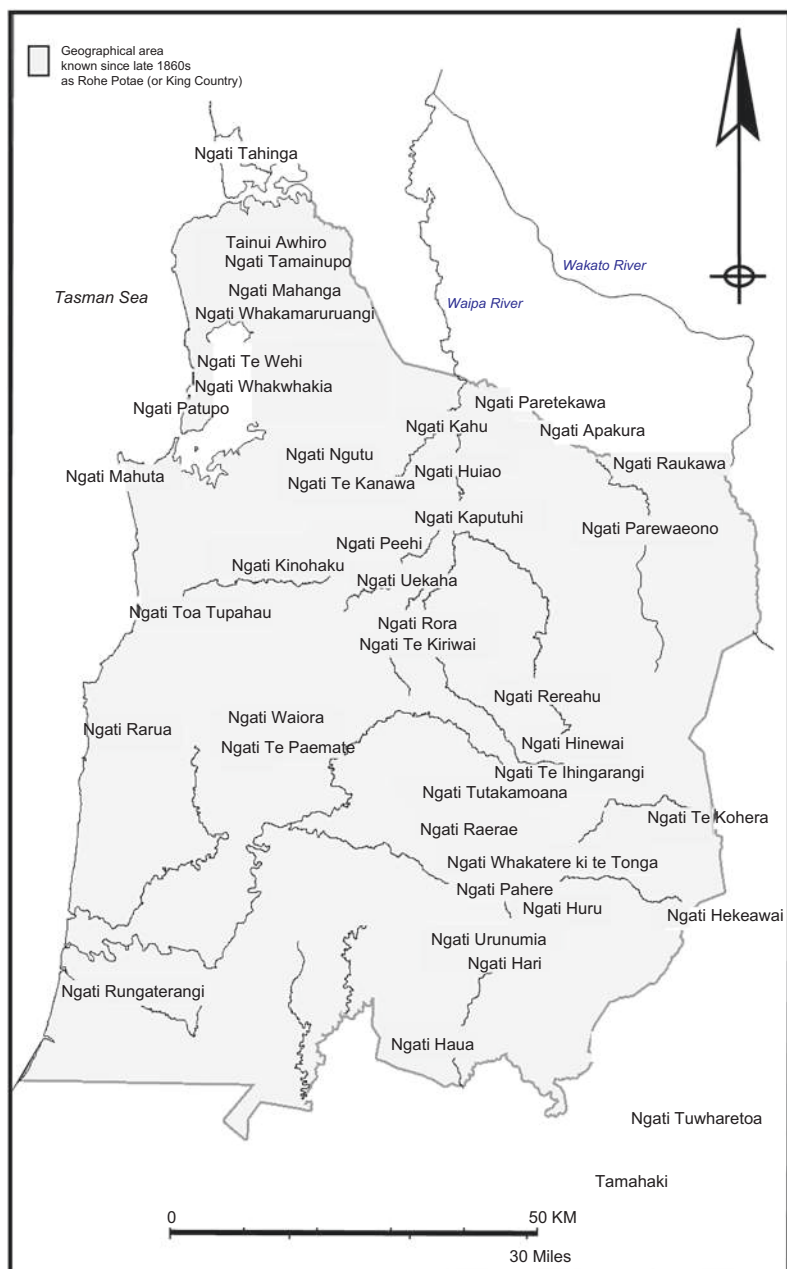 Geographical area
known since late 1860s
as Rohe Potae (or King Country)
Ngati Tahinga
Tainui Awhiro
Ngati Tamainupo
Wakato River
Tasman Sea
Ngati Mahanga
Waipa River
Ngati Whakamaruruangi
Ngati Te Wehi
Ngati Whakwhakia
Ngati Patupo
Ngati Paretekawa
Ngati Kahu
Ngati Apakura
Ngati Ngutu
Ngati Raukawa
Ngati Mahuta
Ngati Huiao
Ngati Te Kanawa
Ngati Kaputuhi
Ngati Parewaeono
Ngati Peehi
Ngati Kinohaku
Ngati Uekaha
Ngati Toa Tupahau
Ngati Rora
Ngati Te Kiriwai
Ngati Rereahu
Ngati Waiora
Ngati Rarua
Ngati Hinewai
Ngati Te Paemate
Ngati Te Ihingarangi
Ngati Tutakamoana
Ngati Te Kohera
Ngati Raerae
Ngati Whakatere ki te Tonga
Ngati Pahere
Ngati Huru
Ngati Hekeawai
Ngati Urunumia
Ngati Hari
Ngati Rungaterangi
Ngati Haua
Ngati Tuwharetoa
Tamahaki
0
50 KM
30 Miles